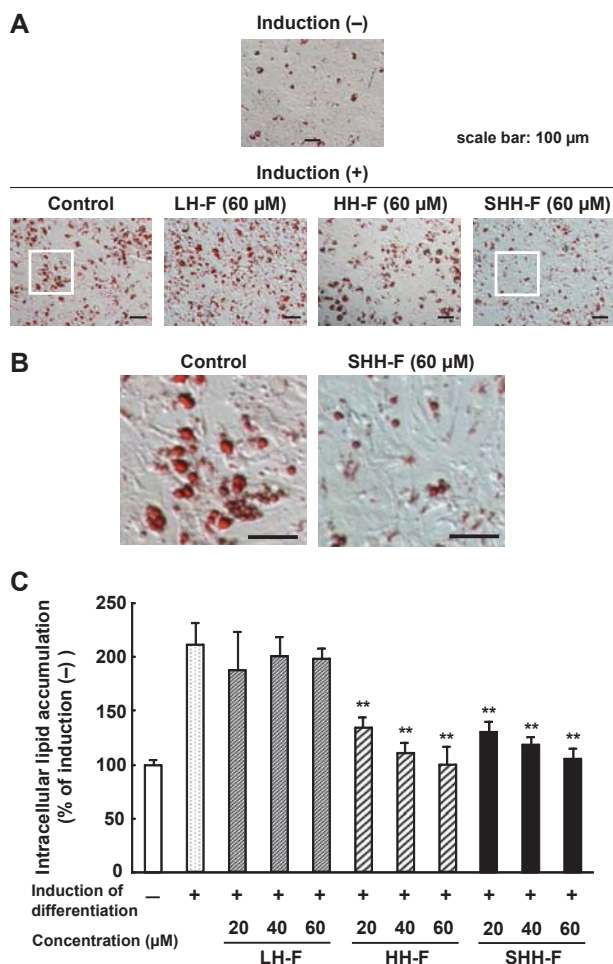 A
Induction (–)
scale bar: 100 µm
Induction (+)
Control LH-F (60 µM) HH-F (60 µM) SHH-F (60 µM)
B
Control SHH-F (60 µM)
C
Intracellular lipid accumulation
(% of induction (–))
250
200
150
100
50
0
** ** ** ** ** **
Induction of
differentiation
– + + + + + + + + + +
Concentration (µM)
20 40 60 20 40 60 20 40 60
LH-F HH-F SHH-F